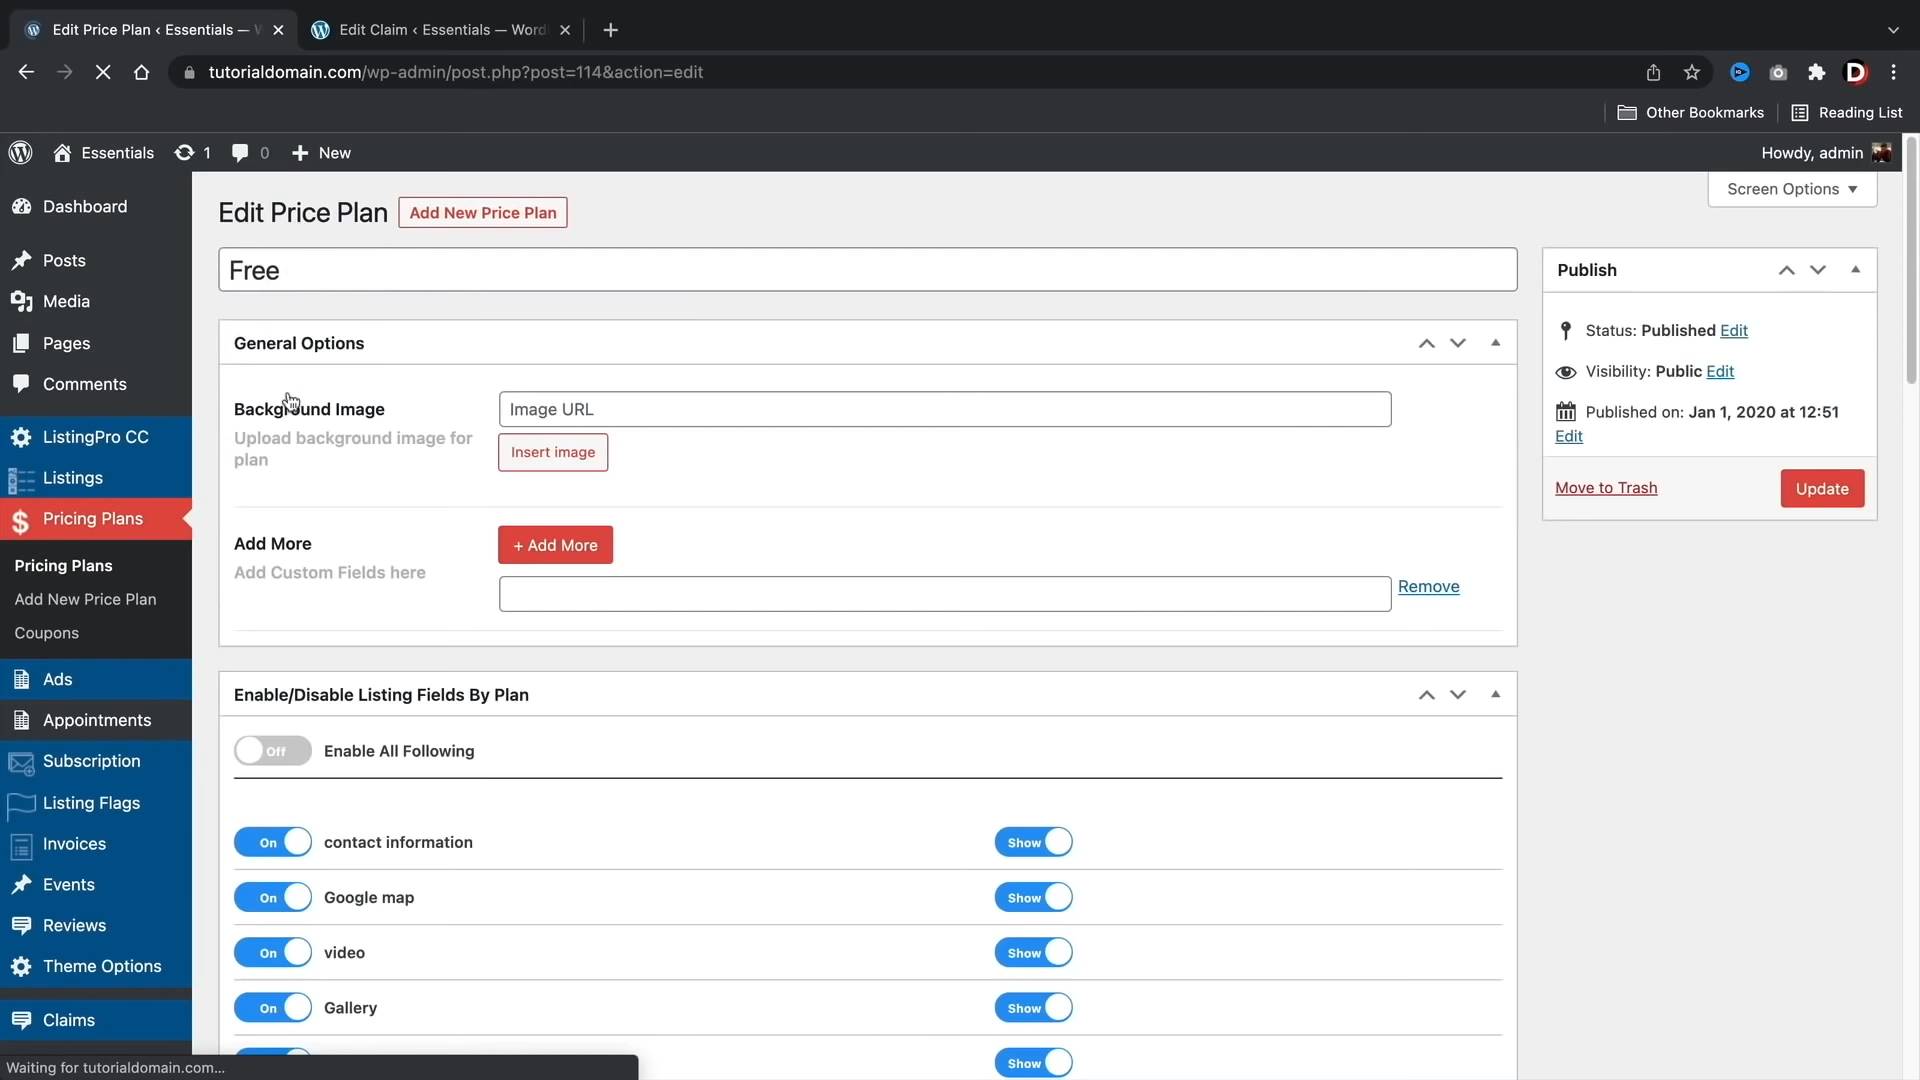 Edit Price Plan ‹ Essentials — W
Edit Claim ‹ Essentials — Word
tutorialdomain.com/wp-admin/post.php?post=114&action=edit
Other Bookmarks
Reading List
Essentials
1
0
New
Howdy, admin
Dashboard
Posts
Media
Pages
Comments
ListingPro CC
Listings
Pricing Plans
Pricing Plans
Add New Price Plan
Coupons
Ads
Appointments
Subscription
Listing Flags
Invoices
Events
Reviews
Theme Options
Claims
Waiting for tutorialdomain.com...
Screen Options
Edit Price Plan
Add New Price Plan
Free
General Options
Background Image
Upload background image for
plan
Image URL
Insert image
Add More
Add Custom Fields here
+ Add More
Remove
Enable/Disable Listing Fields By Plan
Off Enable All Following
On contact information Show
On Google map Show
On video Show
On Gallery Show
Show
Publish
Status: Published Edit
Visibility: Public Edit
Published on: Jan 1, 2020 at 12:51
Edit
Move to Trash
Update